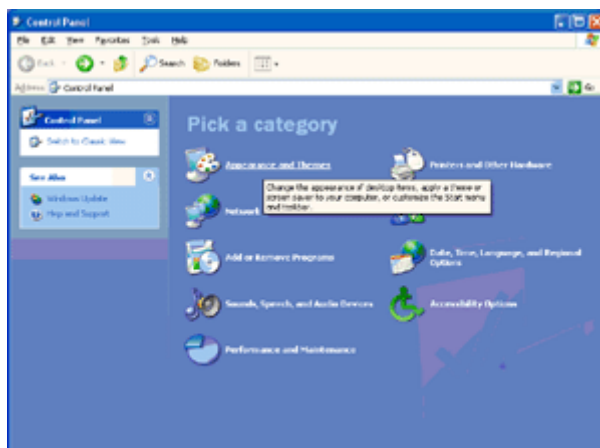 Control Panel
File Edit View Favorites Tools Help
Back Search Folders
Address Control Panel Go
Control Panel
Switch to Classic View
See Also
Windows Update
Help and Support
Pick a category
Appearance and Themes
Printers and Other Hardware
Change the appearance of desktop items, apply a theme or
screen saver to your computer, or customize the Start menu
and taskbar.
Network
Add or Remove Programs
Date, Time, Language, and Regional
Options
Sounds, Speech, and Audio Devices
Accessibility Options
Performance and Maintenance